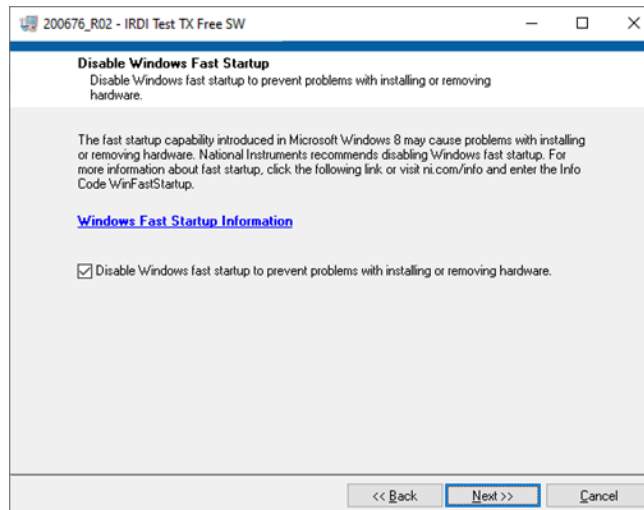 200676_R02 - IRDI Test TX Free SW
Disable Windows Fast Startup
Disable Windows fast startup to prevent problems with installing or removing
hardware.
The fast startup capability introduced in Microsoft Windows 8 may cause problems with installing
or removing hardware. National Instruments recommends disabling Windows fast startup. For
more information about fast startup, click the following link or visit ni.com/info and enter the Info
Code WinFastStartup.
Windows Fast Startup Information
Disable Windows fast startup to prevent problems with installing or removing hardware.
<< Back Next >> Cancel